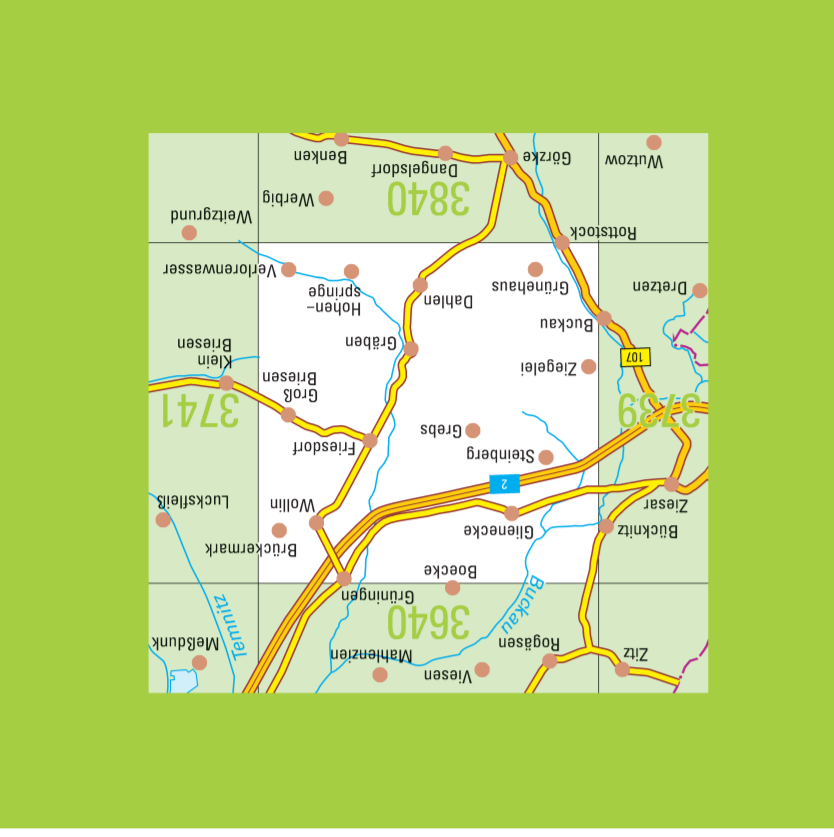 Zitz
Rogäsen
Viesen
Mahlenzien
Meßdunk
3640
Buckau
Temnitz
Grüningen
Boecke
Bücknitz
Glienecke
Brückermark
Ziesar
Wollin
Lucksfleiß
2
Steinberg
Friesdorf
Grebs
3739
3741
Groß
Briesen
Ziegelei
107
Klein
Briesen
Gräben
Buckau
Dahlen
Hohen-
springe
Dretzen
Grünehaus
Verlorenwasser
Rottstock
Weitzgrund
3840
Werbig
Wutzow
Görzke
Dangelsdorf
Benken